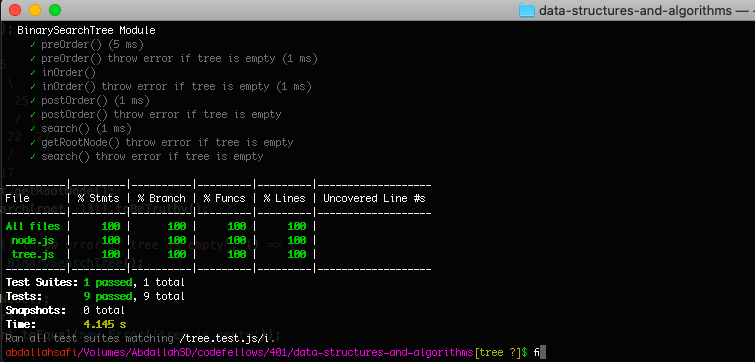 data-structures-and-algorithms —
BinarySearchTree Module
✓ preOrder() (5 ms)
✓ preOrder() throw error if tree is empty (1 ms)
✓ inOrder()
✓ inOrder() throw error if tree is empty (1 ms)
✓ postOrder() (1 ms)
✓ postOrder() throw error if tree is empty
✓ search() (1 ms)
✓ getRootNode() throw error if tree is empty
✓ search() throw error if tree is empty
----------|---------|----------|---------|---------|-------------------
File | % Stmts | % Branch | % Funcs | % Lines | Uncovered Line #s
----------|---------|----------|---------|---------|-------------------
All files | 100 | 100 | 100 | 100 |
node.js | 100 | 100 | 100 | 100 |
tree.js | 100 | 100 | 100 | 100 |
----------|---------|----------|---------|---------|-------------------
Test Suites: 1 passed, 1 total
Tests: 9 passed, 9 total
Snapshots: 0 total
Time: 4.145 s
Ran all test suites matching /tree.test.js/i.
abdallahsafi/Volumes/AbdallahSD/codefellows/401/data-structures-and-algorithms[tree ?]$